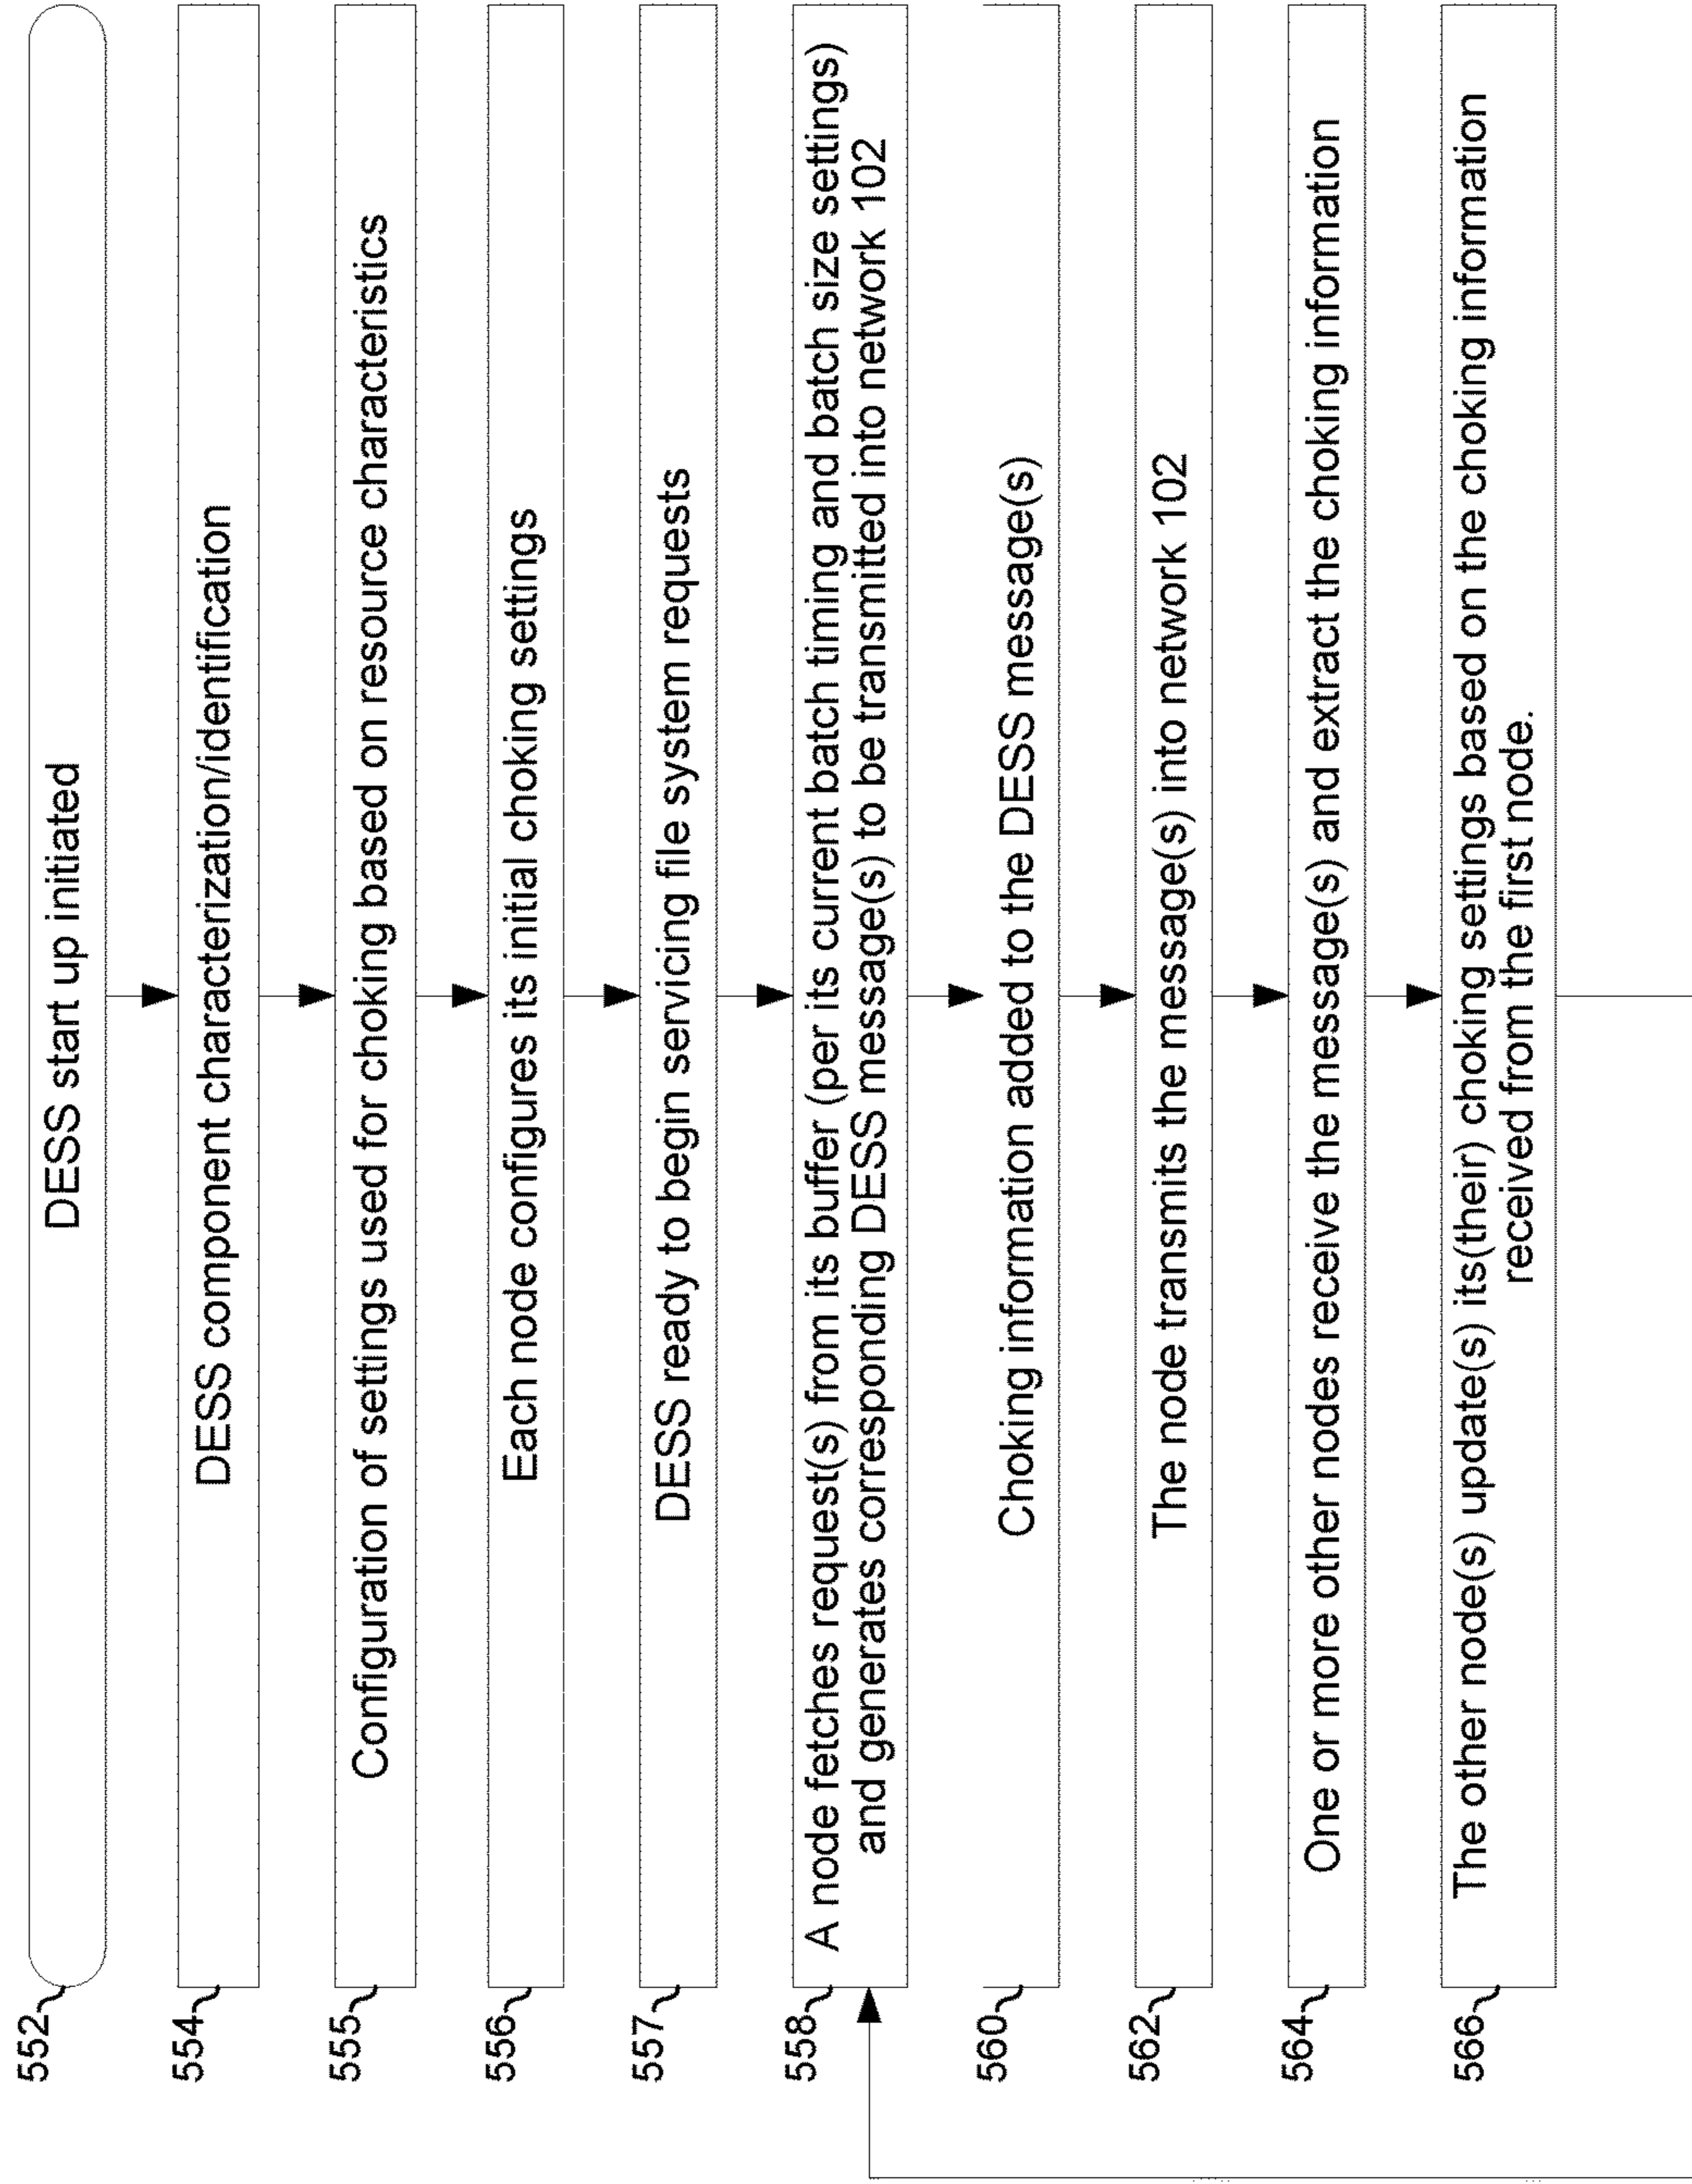 552
DESS start up initiated
554
DESS component characterization/identification
555
Configuration of settings used for choking based on resource characteristics
556
Each node configures its initial choking settings
557
DESS ready to begin servicing file system requests
558
A node fetches request(s) from its buffer (per its current batch timing and batch size settings)
and generates corresponding DESS message(s) to be transmitted into network 102
560
Choking information added to the DESS message(s)
562
The node transmits the message(s) into network 102
564
One or more other nodes receive the message(s) and extract the choking information
566
The other node(s) update(s) its(their) choking settings based on the choking information
received from the first node.